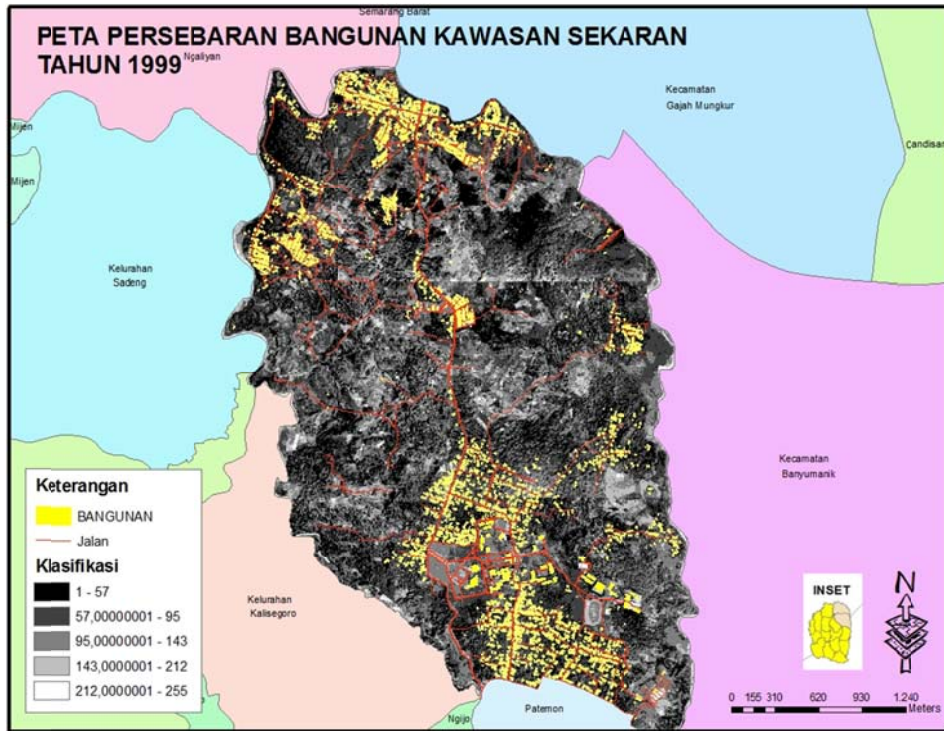 Semarang Barat
PETA PERSEBARAN BANGUNAN KAWASAN SEKARAN
TAHUN 1999
Ngaliyan
Kecamatan
Gajah Mungkur
Mijen
Candisar
Mijen
Kelurahan
Sadeng
Kecamatan
Banyumanik
Keterangan
BANGUNAN
Jalan
Klasifikasi
1 - 57
57,00000001 - 95
95,00000001 - 143
143,0000001 - 212
212,0000001 - 255
Kelurahan
Kalisegoro
INSET
N
Patemon
Ngijo
0 155 310 620 930 1.240
Meters